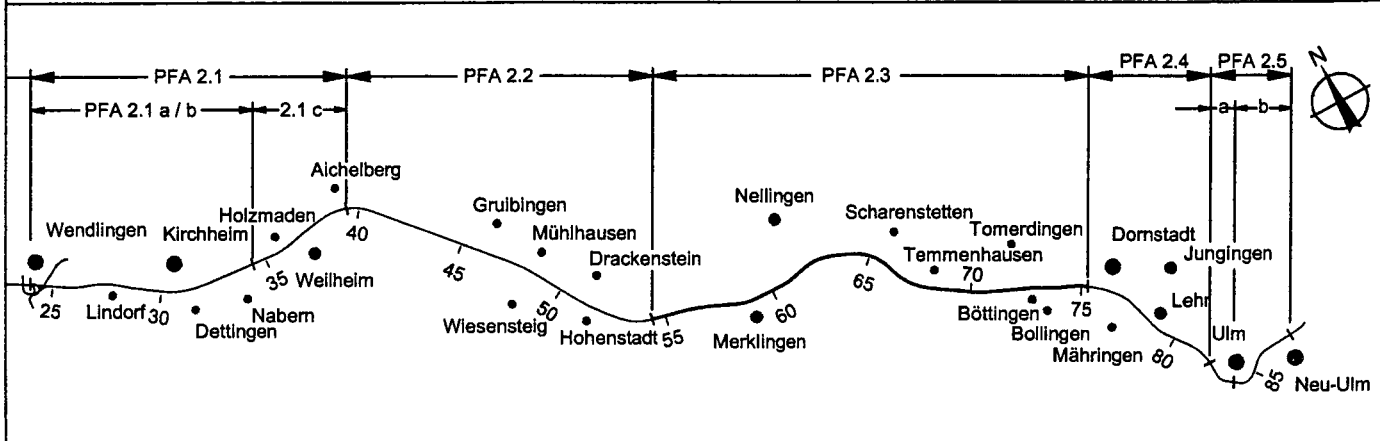 PFA 2.1
PFA 2.2
PFA 2.3
PFA 2.4
PFA 2.5
N
PFA 2.1 a / b
2.1 c
a
b
Aichelberg
Wendlingen
Holzmaden
Kirchheim
40
Gruibingen
Nellingen
Scharenstetten
Tomerdingen
Dornstadt
Jungingen
35
Weilheim
45
Mühlhausen
Drackenstein
65
Temmenhausen
70
25
Lindorf
30
Nabern
Dettingen
Wiesensteig
50
Hohenstadt
55
60
Merklingen
Böttingen
75
Bollingen
Lehr
Mähringen
80
Ulm
85
Neu-Ulm